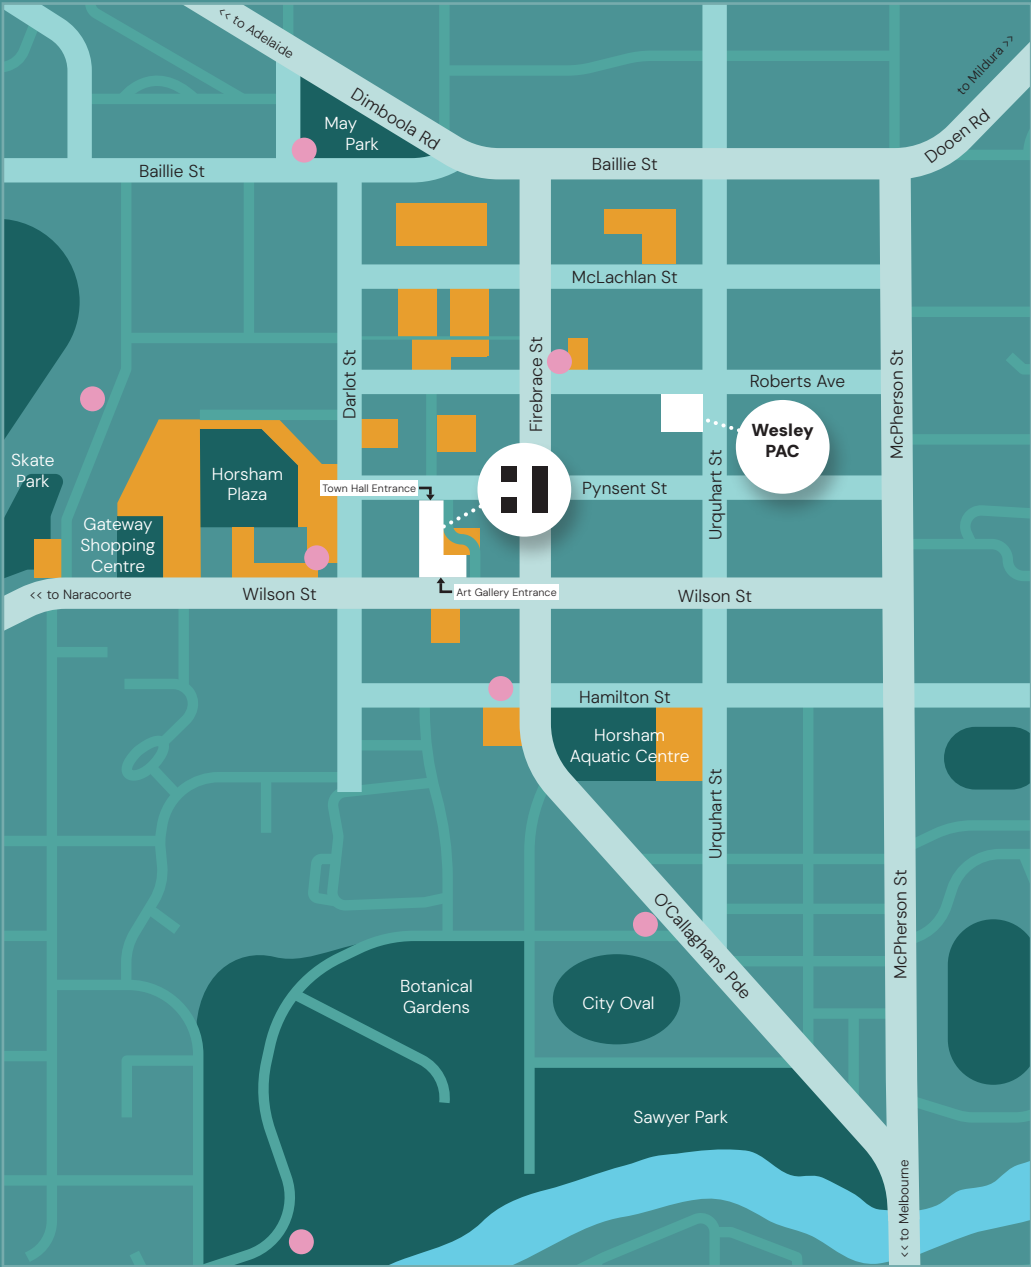 << to Adelaide
to Mildura >>
Dimboola Rd
May
Park
Dooen Rd
Baillie St
Baillie St
McLachlan St
Darlot St
Firebrace St
McPherson St
Roberts Ave
Wesley
PAC
Skate
Park
Horsham
Plaza
Town Hall Entrance
Pynsent St
Urquhart St
Gateway
Shopping
Centre
<< to Naracoorte
Wilson St
Art Gallery Entrance
Wilson St
Hamilton St
Horsham
Aquatic Centre
Urquhart St
McPherson St
O'Callaghans Pde
Botanical
Gardens
City Oval
Sawyer Park
<< to Melbourne